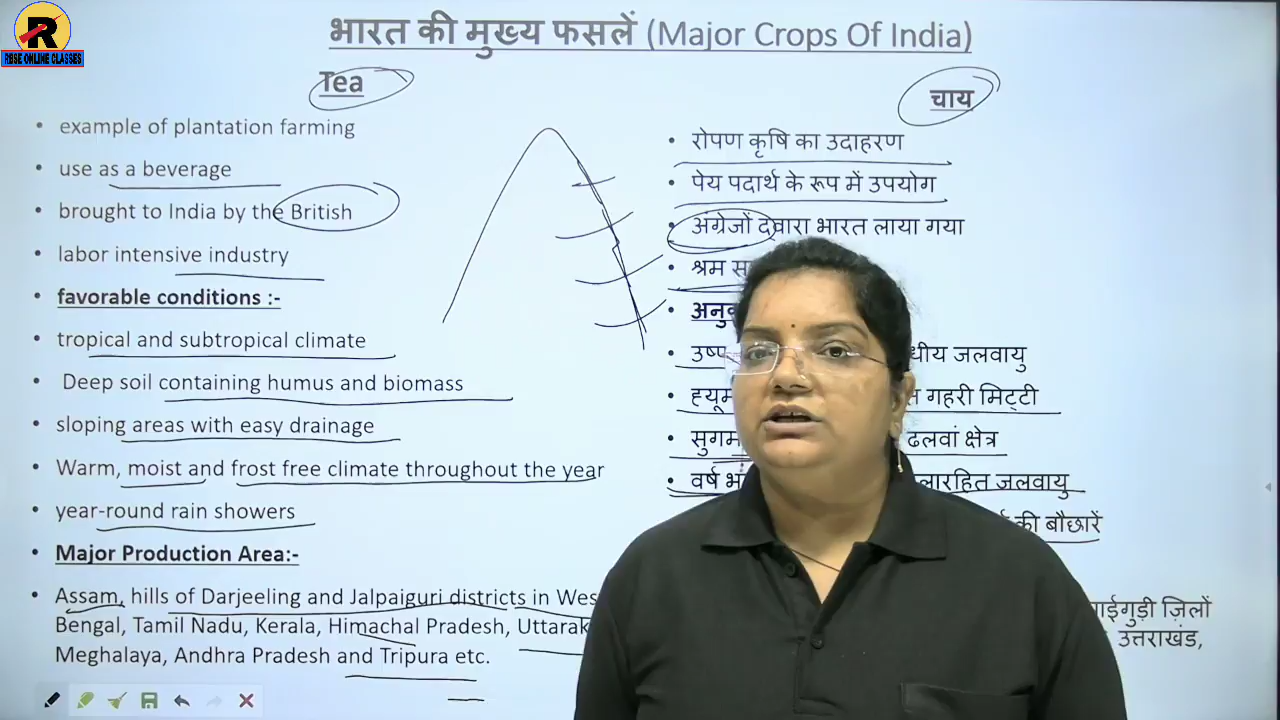 R
RBSE ONLINE CLASSES
भारत की मुख्य फसलें (Major Crops Of India)
Tea
• example of plantation farming
• use as a beverage
• brought to India by the British
• labor intensive industry
• favorable conditions :-
• tropical and subtropical climate
• Deep soil containing humus and biomass
• sloping areas with easy drainage
• Warm, moist and frost free climate throughout the year
• year-round rain showers
• Major Production Area:-
• Assam, hills of Darjeeling and Jalpaiguri districts in Wes
Bengal, Tamil Nadu, Kerala, Himachal Pradesh, Uttarak
Meghalaya, Andhra Pradesh and Tripura etc.
चाय
• रोपण कृषि का उदाहरण
• पेय पदार्थ के रूप में उपयोग
• अंग्रेजों द्वारा भारत लाया गया
• श्रम
•
• जलवायु
• गहरी मिट्टी
• ढलवां क्षेत्र
• वर्ष जलवायु
की बौछारें
ज़िलों
उत्तराखंड,